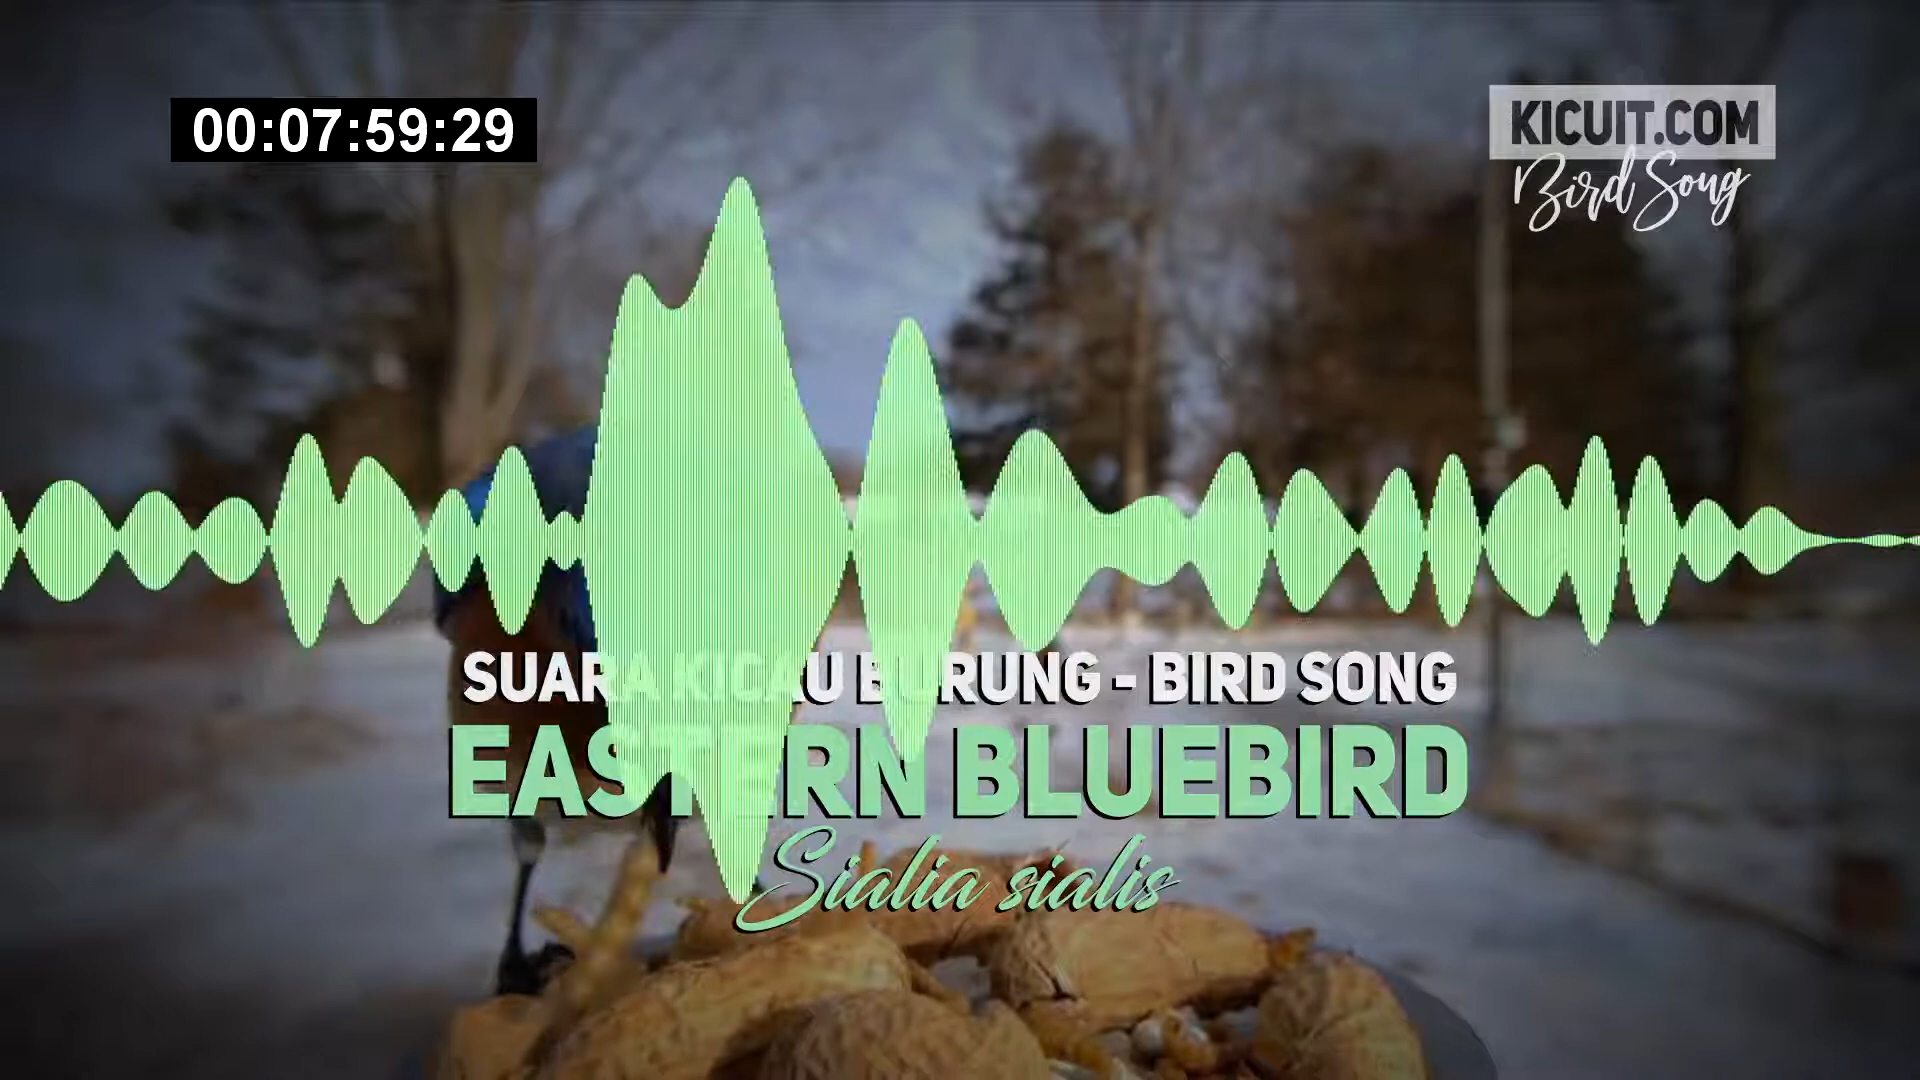 00:07:59:29
KICUIT.COM
Bird Song
SUARA KICAU BURUNG - BIRD SONG
EASTERN BLUEBIRD
Sialia sialis